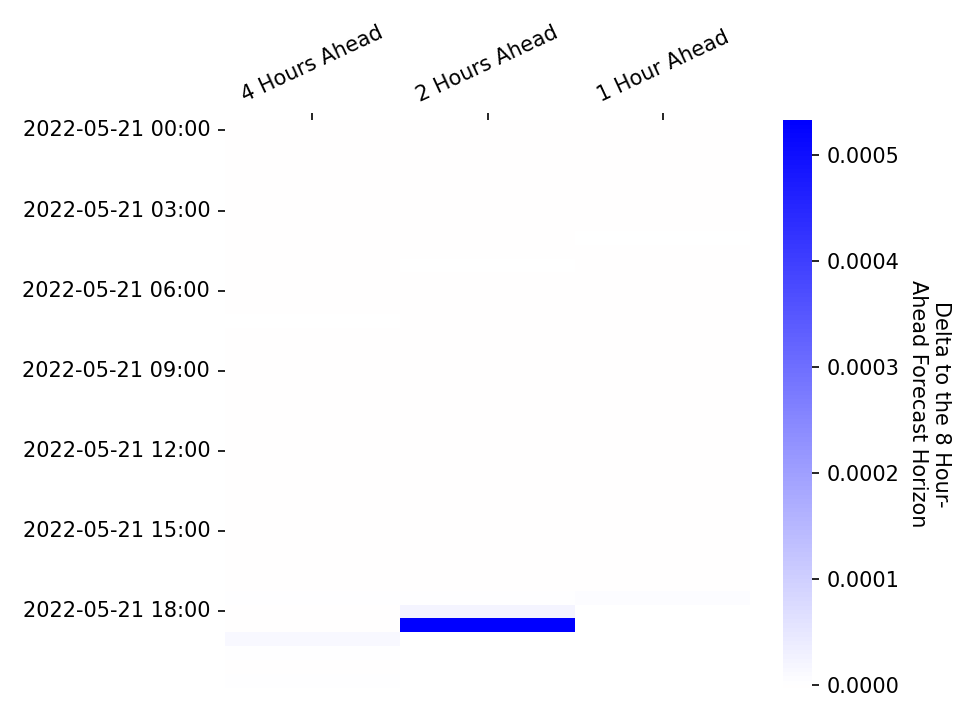 4 Hours Ahead
2 Hours Ahead
1 Hour Ahead
2022-05-21 00:00
2022-05-21 03:00
2022-05-21 06:00
2022-05-21 09:00
2022-05-21 12:00
2022-05-21 15:00
2022-05-21 18:00
0.0005
0.0004
0.0003
0.0002
0.0001
0.0000
Delta to the 8 Hour-
Ahead Forecast Horizon